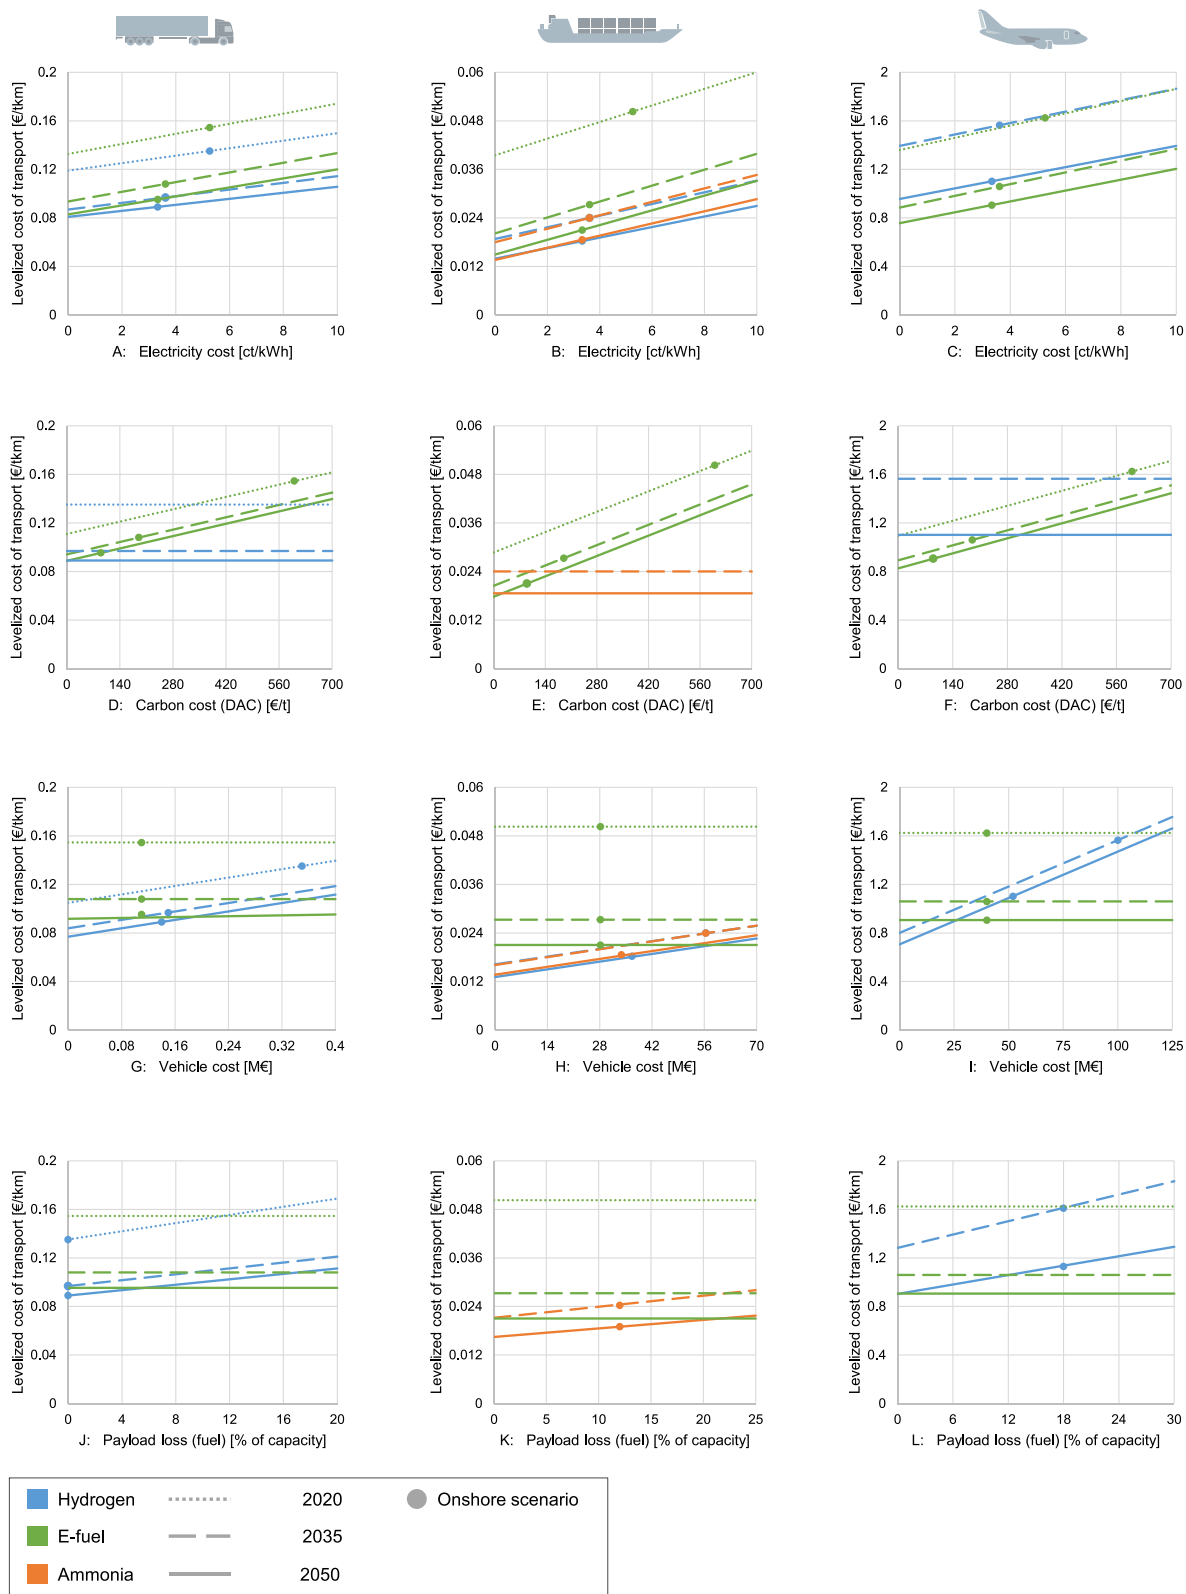 Levelized cost of transport [€/tkm]
0.2
0.16
0.12
0.08
0.04
0
0 2 4 6 8 10
A: Electricity cost [ct/kWh]
Levelized cost of transport [€/tkm]
0.06
0.048
0.036
0.024
0.012
0
0 2 4 6 8 10
B: Electricity [ct/kWh]
Levelized cost of transport [€/tkm]
2
1.6
1.2
0.8
0.4
0
0 2 4 6 8 10
C: Electricity cost [ct/kWh]
Levelized cost of transport [€/tkm]
0.2
0.16
0.12
0.08
0.04
0
0 140 280 420 560 700
D: Carbon cost (DAC) [€/t]
Levelized cost of transport [€/tkm]
0.06
0.048
0.036
0.024
0.012
0
0 140 280 420 560 700
E: Carbon cost (DAC) [€/t]
Levelized cost of transport [€/tkm]
2
1.6
1.2
0.8
0.4
0
0 140 280 420 560 700
F: Carbon cost (DAC) [€/t]
Levelized cost of transport [€/tkm]
0.2
0.16
0.12
0.08
0.04
0
0 0.08 0.16 0.24 0.32 0.4
G: Vehicle cost [M€]
Levelized cost of transport [€/tkm]
0.06
0.048
0.036
0.024
0.012
0
0 14 28 42 56 70
H: Vehicle cost [M€]
Levelized cost of transport [€/tkm]
2
1.6
1.2
0.8
0.4
0
0 25 50 75 100 125
I: Vehicle cost [M€]
Levelized cost of transport [€/tkm]
0.2
0.16
0.12
0.08
0.04
0
0 4 8 12 16 20
J: Payload loss (fuel) [% of capacity]
Levelized cost of transport [€/tkm]
0.06
0.048
0.036
0.024
0.012
0
0 5 10 15 20 25
K: Payload loss (fuel) [% of capacity]
Levelized cost of transport [€/tkm]
2
1.6
1.2
0.8
0.4
0
0 6 12 18 24 30
L: Payload loss (fuel) [% of capacity]
Hydrogen 2020 Onshore scenario
E-fuel 2035
Ammonia 2050